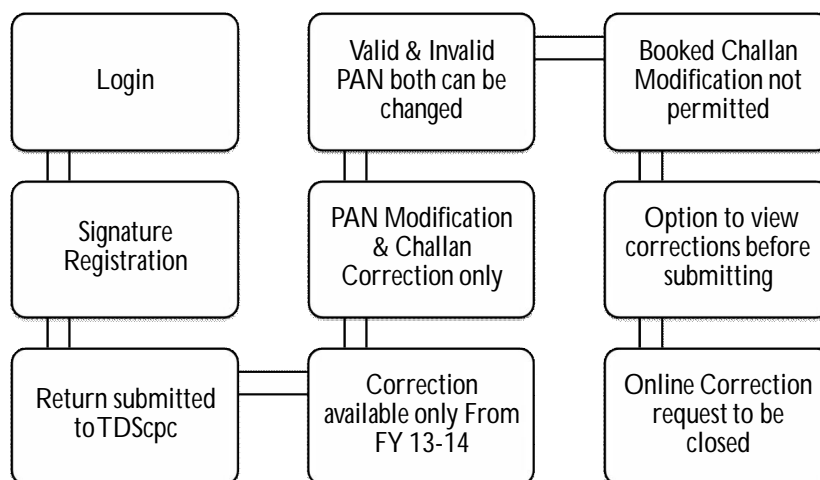 Login
Signature
Registration
Return submitted
to TDScpc
Correction
available only From
FY 13-14
PAN Modification
& Challan
Correction only
Valid & Invalid
PAN both can be
changed
Booked Challan
Modification not
permitted
Option to view
corrections before
submitting
Online Correction
request to be
closed